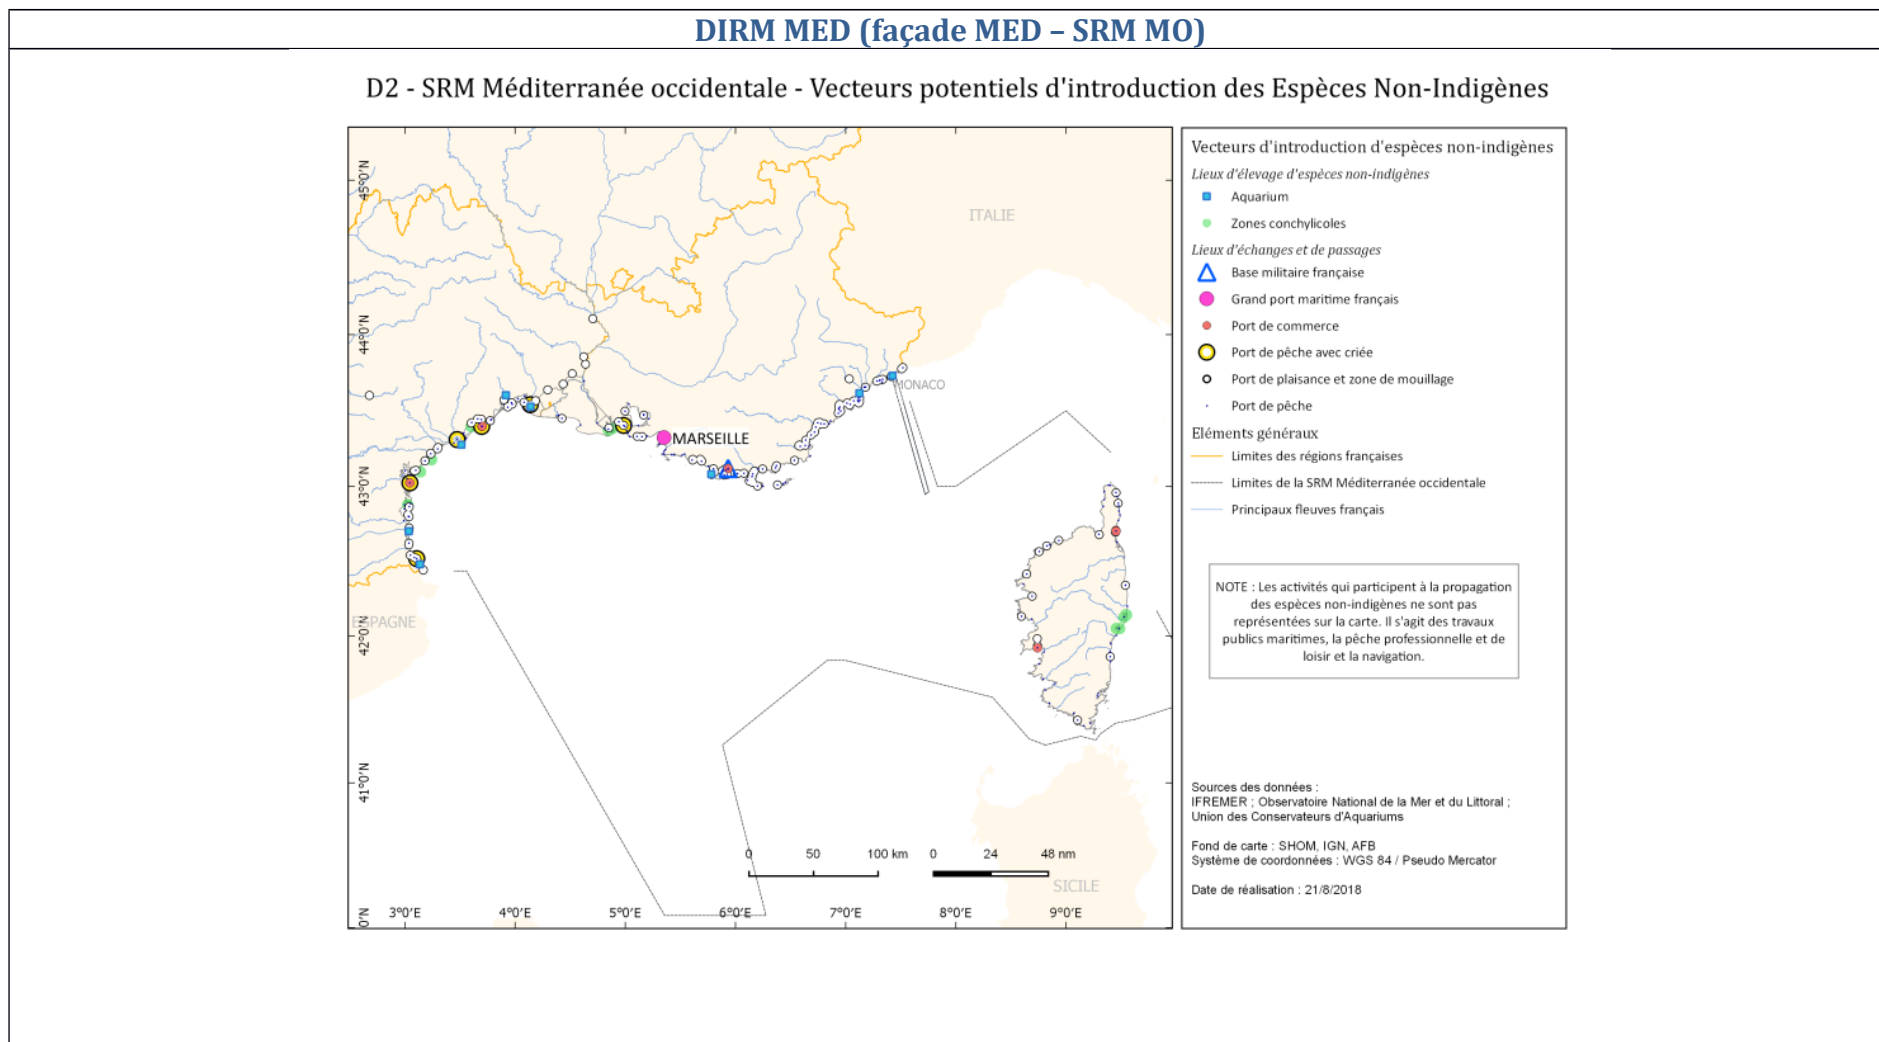 DIRM MED (façade MED – SRM MO)
D2 - SRM Méditerranée occidentale - Vecteurs potentiels d'introduction des Espèces Non-Indigènes
45°0'N
44°0'N
43°0'N
42°0'N
41°0'N
0'N
ITALIE
MONACO
MARSEILLE
ESPAGNE
SICILE
0 50 100 km
0 24 48 nm
3°0'E 4°0'E 5°0'E 6°0'E 7°0'E 8°0'E 9°0'E
Vecteurs d'introduction d'espèces non-indigènes
Lieux d'élevage d'espèces non-indigènes
Aquarium
Zones conchylicoles
Lieux d'échanges et de passages
Base militaire française
Grand port maritime français
Port de commerce
Port de pêche avec criée
Port de plaisance et zone de mouillage
Port de pêche
Eléments généraux
Limites des régions françaises
Limites de la SRM Méditerranée occidentale
Principaux fleuves français
NOTE : Les activités qui participent à la propagation
des espèces non-indigènes ne sont pas
représentées sur la carte. Il s'agit des travaux
publics maritimes, la pêche professionnelle et de
loisir et la navigation.
Sources des données :
IFREMER ; Observatoire National de la Mer et du Littoral ;
Union des Conservateurs d'Aquariums
Fond de carte : SHOM, IGN, AFB
Système de coordonnées : WGS 84 / Pseudo Mercator
Date de réalisation : 21/8/2018